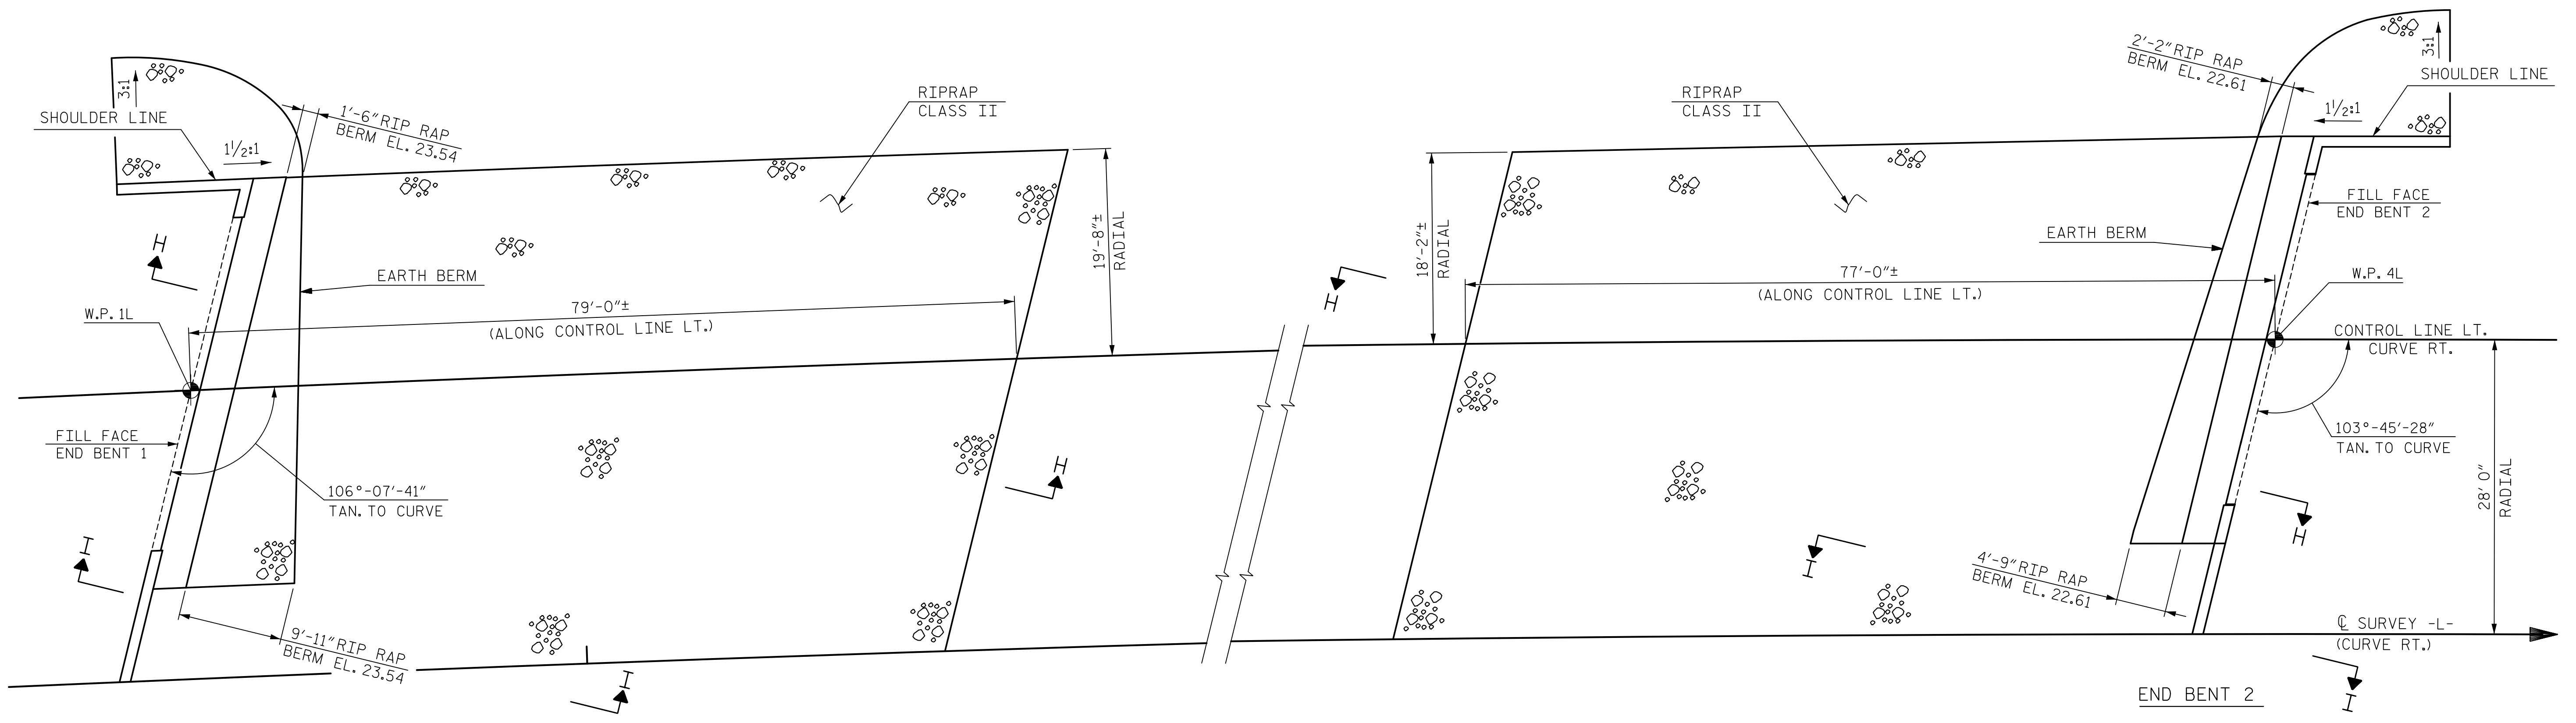 3:1
SHOULDER LINE
1½:1
1'-6" RIP RAP
BERM EL. 23.54
RIPRAP
CLASS II
19'-8"±
RADIAL
H
EARTH BERM
W.P. 1L
79'-0"±
(ALONG CONTROL LINE LT.)
FILL FACE
END BENT 1
106°-07'-41"
TAN. TO CURVE
H
I
9'-11" RIP RAP
BERM EL. 23.54
I
RIPRAP
CLASS II
2'-2" RIP RAP
BERM EL. 22.61
3:1
SHOULDER LINE
1½:1
FILL FACE
END BENT 2
EARTH BERM
18'-2"±
RADIAL
H
77'-0"±
(ALONG CONTROL LINE LT.)
W.P. 4L
CONTROL LINE LT.
CURVE RT.
103°-45'-28"
TAN. TO CURVE
28' 0"
RADIAL
H
I
4'-9" RIP RAP
BERM EL. 22.61
℄ SURVEY -L-
(CURVE RT.)
I
END BENT 2